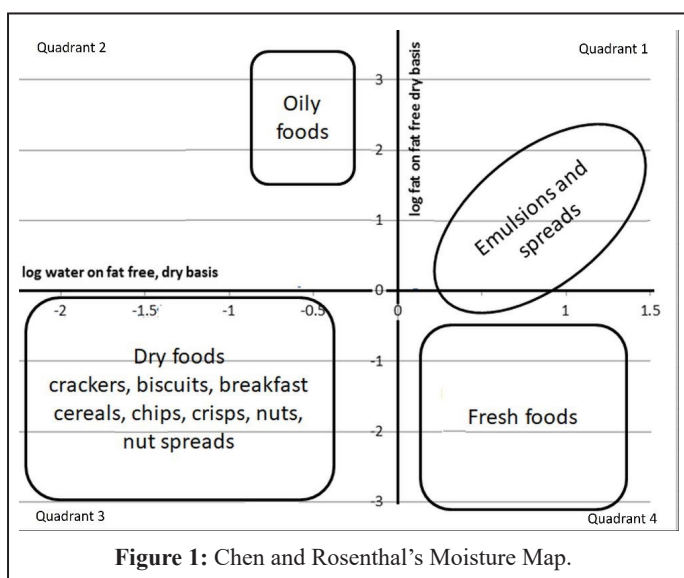 Quadrant 2
Quadrant 1
log fat on fat free dry basis
3
Oily
foods
2
Emulsions and
spreads
1
log water on fat free, dry basis
0
-2
-1.5
-1
-0.5
0
1
1.5
Dry foods
crackers, biscuits, breakfast
cereals, chips, crisps, nuts,
nut spreads
-1
Fresh foods
-2
-3
Quadrant 3
Quadrant 4
Figure 1: Chen and Rosenthal's Moisture Map.